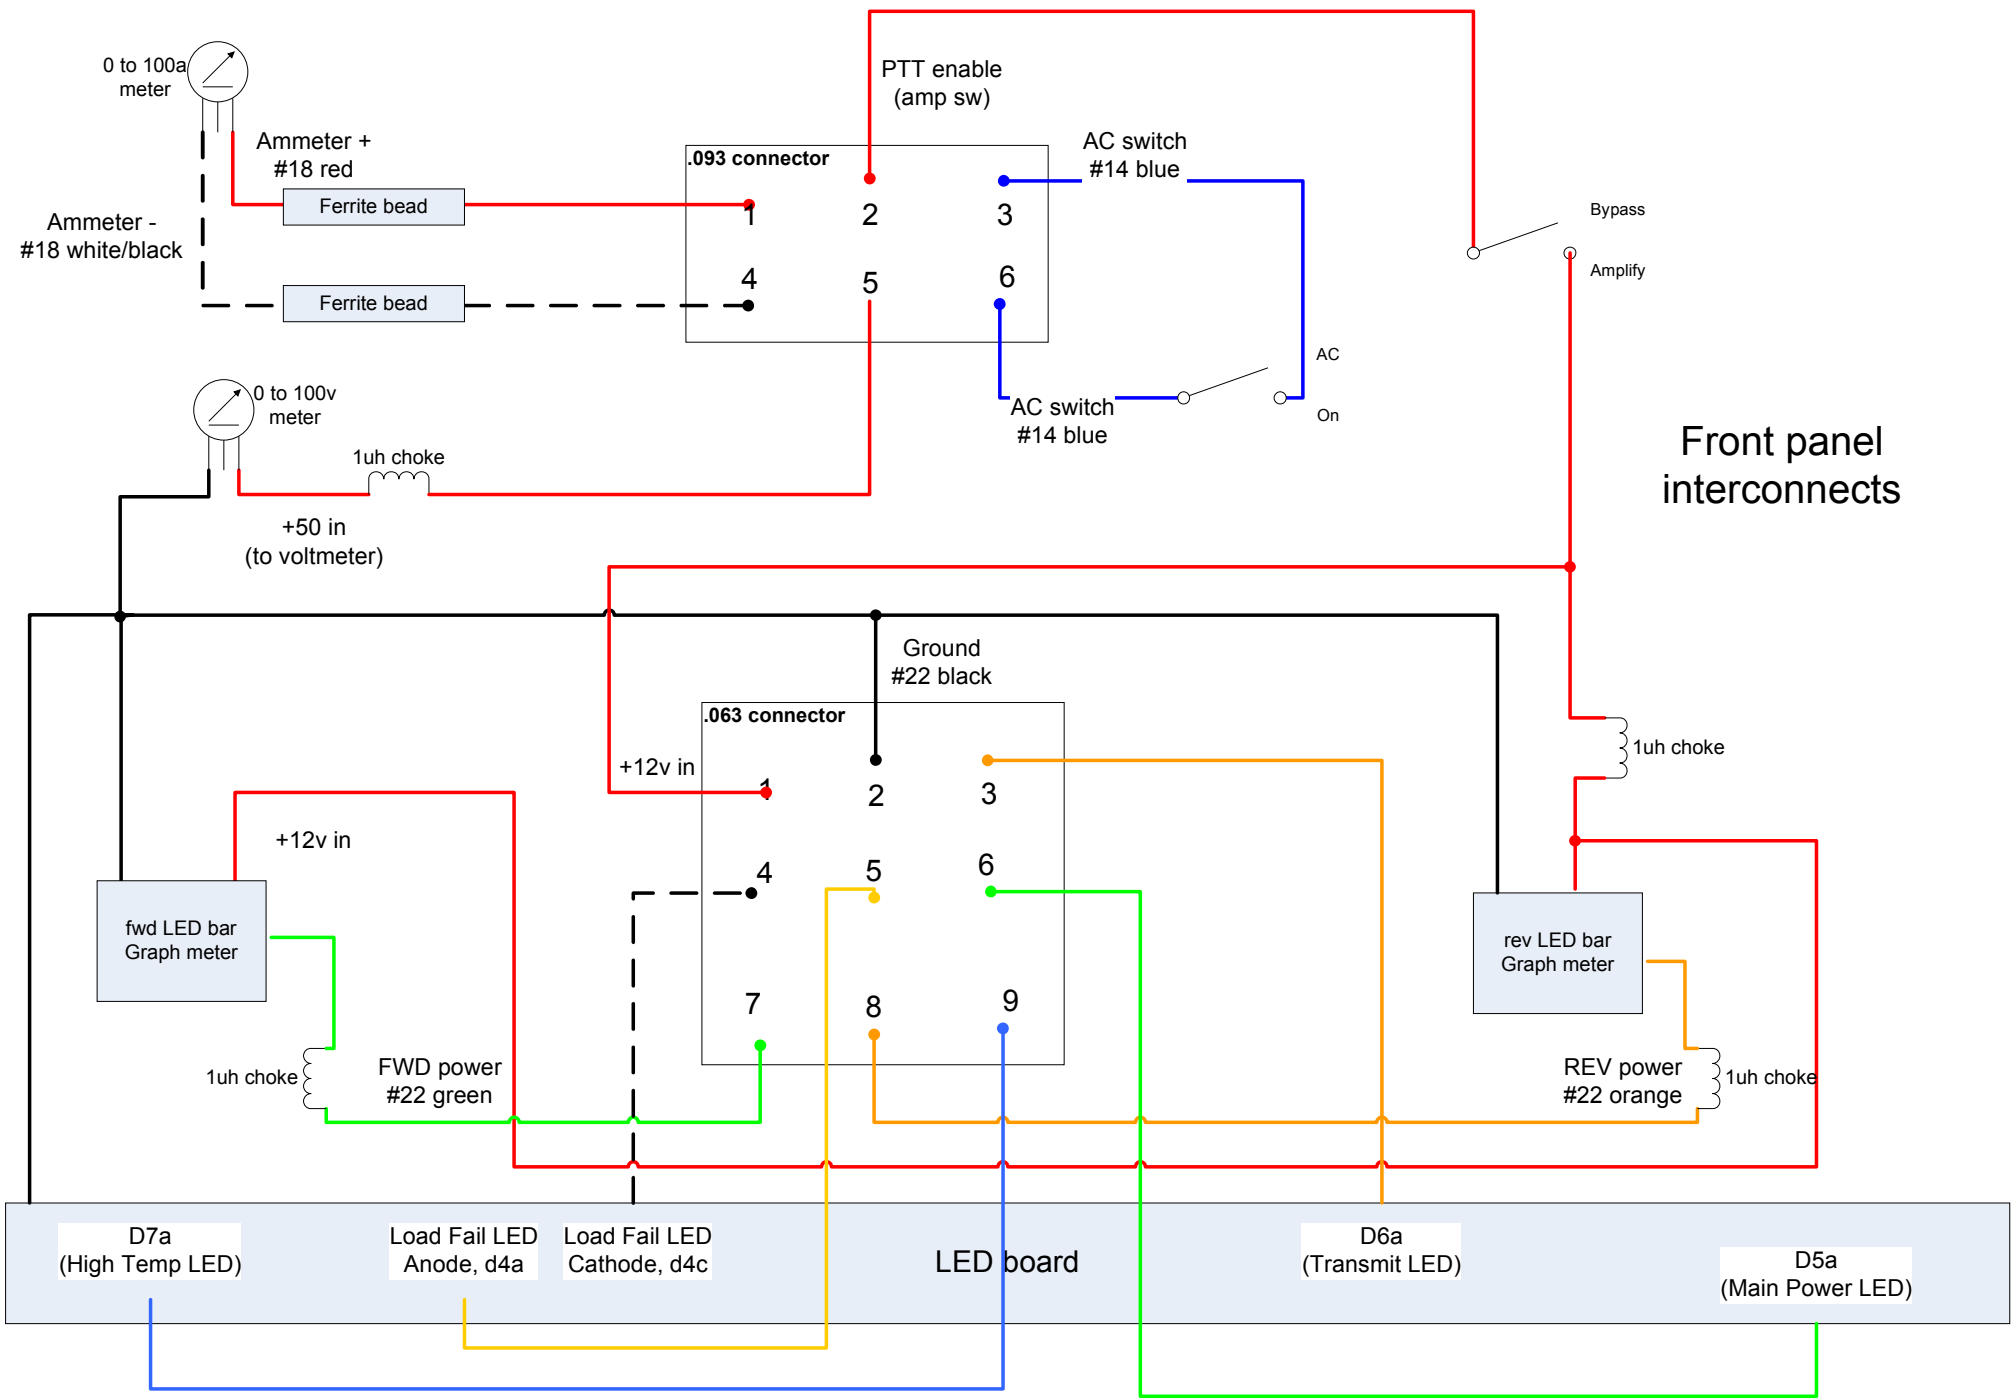 0 to 100a
meter
Ammeter +
#18 red
Ferrite bead
Ammeter -
#18 white/black
Ferrite bead
PTT enable
(amp sw)
.093 connector
1
2
3
4
5
6
AC switch
#14 blue
Bypass
Amplify
AC
On
AC switch
#14 blue
0 to 100v
meter
1uh choke
+50 in
(to voltmeter)
Front panel
interconnects
Ground
#22 black
.063 connector
+12v in
1
2
3
4
5
6
7
8
9
1uh choke
+12v in
fwd LED bar
Graph meter
rev LED bar
Graph meter
1uh choke
FWD power
#22 green
REV power
#22 orange
1uh choke
D7a
(High Temp LED)
Load Fail LED
Anode, d4a
Load Fail LED
Cathode, d4c
LED board
D6a
(Transmit LED)
D5a
(Main Power LED)